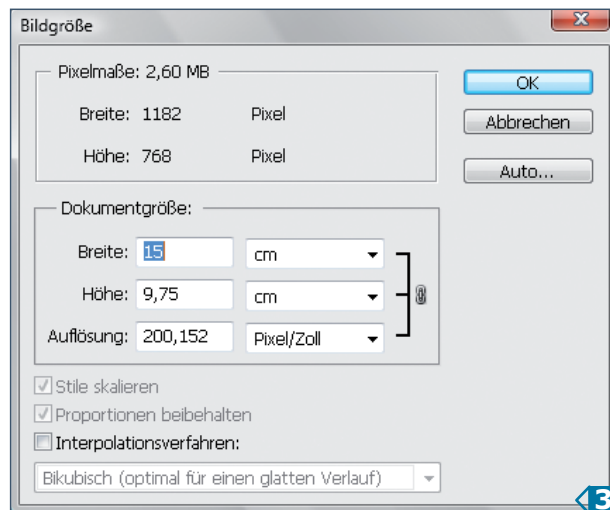 Bildgröße
Pixelmaße: 2,60 MB
Breite: 1182 Pixel
Höhe: 768 Pixel
OK
Abbrechen
Auto...
Dokumentgröße:
Breite: 15 cm
Höhe: 9,75 cm
Auflösung: 200,152 Pixel/Zoll
Stile skalieren
Proportionen beibehalten
Interpolationsverfahren:
Bikubisch (optimal für einen glatten Verlauf)
3